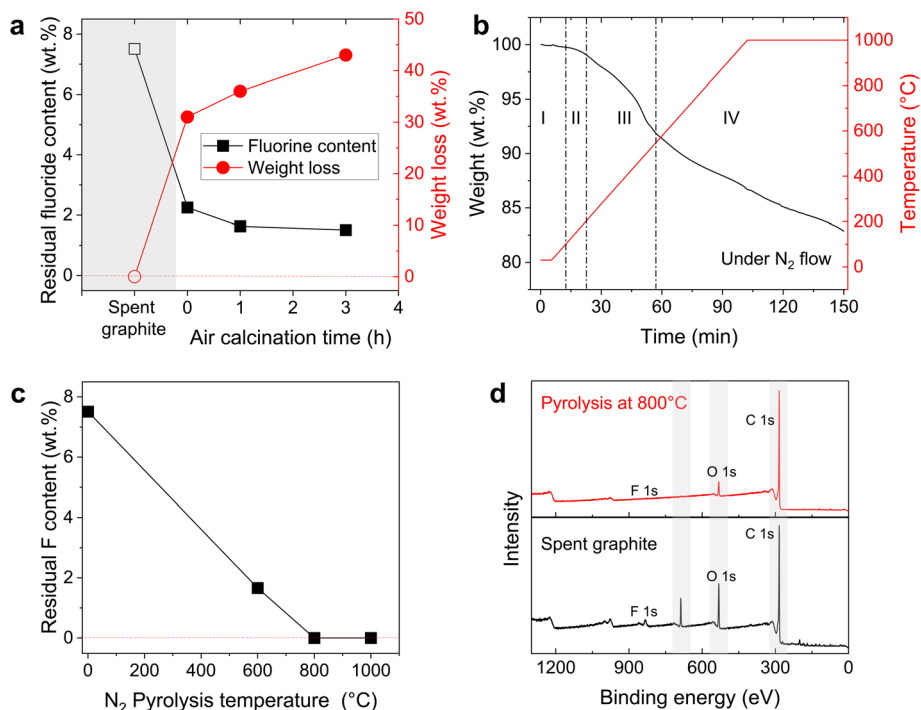 a
Residual fluoride content (wt.%)
8
6
4
2
0
50
40
30
20
10
0
Weight loss (wt.%)
Fluorine content
Weight loss
Spent
graphite
0 1 2 3 4
Air calcination time (h)
b
Weight (wt.%)
100
95
90
85
80
I II III IV
1000
800
600
400
200
0
Temperature (°C)
Under N2 flow
0 30 60 90 120 150
Time (min)
c
Residual F content (wt.%)
8
6
4
2
0
0 200 400 600 800 1000
N2 Pyrolysis temperature (°C)
d
Intensity
Pyrolysis at 800°C
C 1s
O 1s
F 1s
Spent graphite
C 1s
O 1s
F 1s
1200 900 600 300 0
Binding energy (eV)